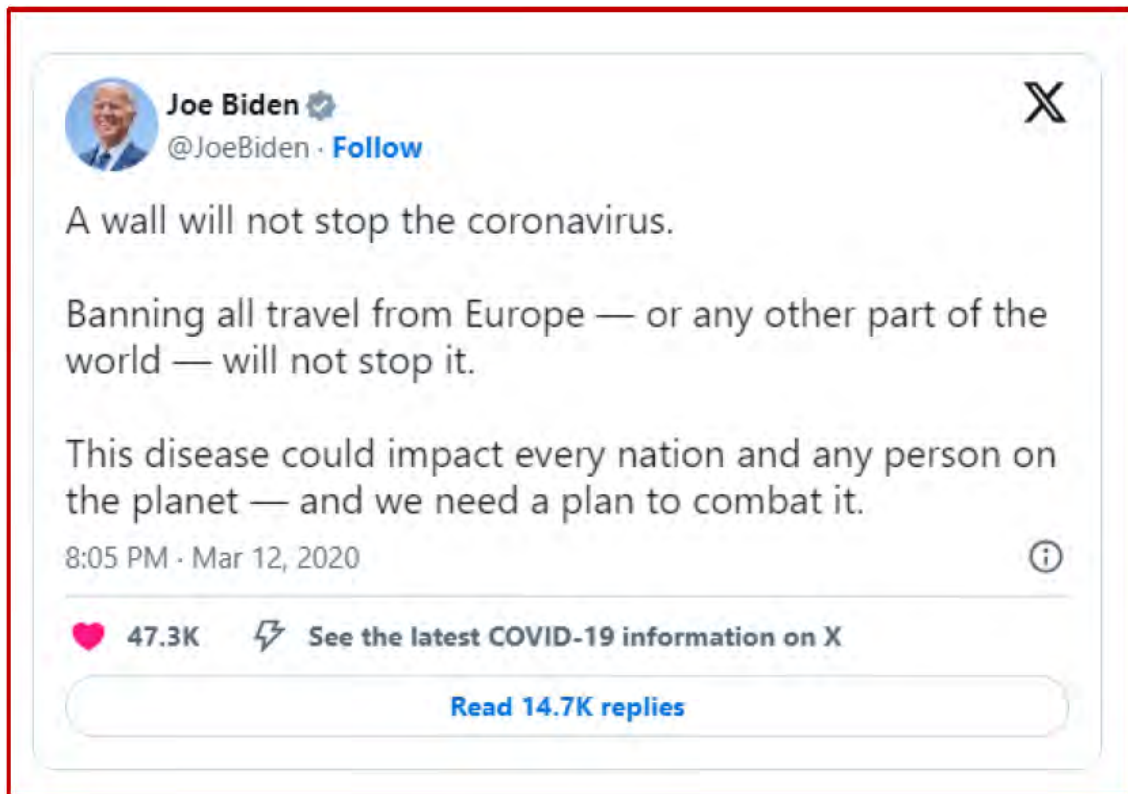 Joe Biden
@JoeBiden · Follow
A wall will not stop the coronavirus.
Banning all travel from Europe — or any other part of the
world — will not stop it.
This disease could impact every nation and any person on
the planet — and we need a plan to combat it.
8:05 PM · Mar 12, 2020
47.3K See the latest COVID-19 information on X
Read 14.7K replies